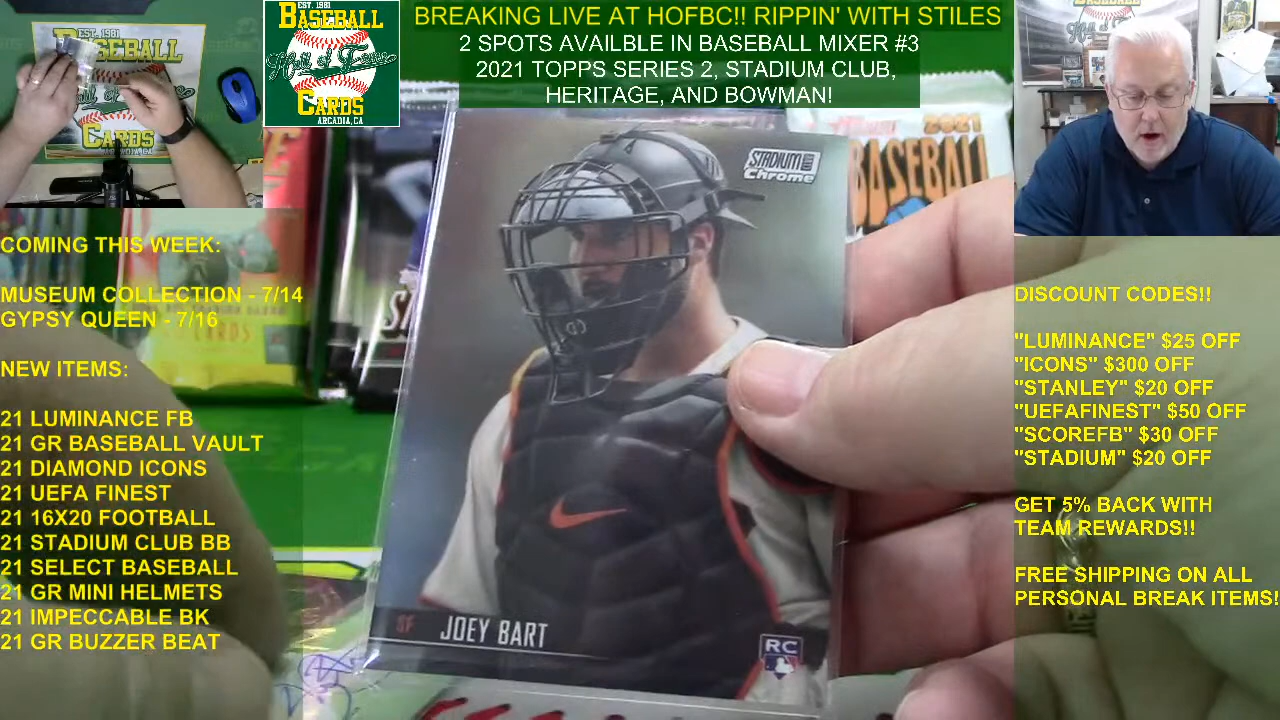 EST. 1981
BASEBALL
Hall of Fame
CARDS
ARCADIA, CA
BREAKING LIVE AT HOFBC!! RIPPIN' WITH STILES
2 SPOTS AVAILBLE IN BASEBALL MIXER #3
2021 TOPPS SERIES 2, STADIUM CLUB,
HERITAGE, AND BOWMAN!
EST. 1981
BASEBALL
CARDS
COMING THIS WEEK:
MUSEUM COLLECTION - 7/14
GYPSY QUEEN - 7/16
NEW ITEMS:
21 LUMINANCE FB
21 GR BASEBALL VAULT
21 DIAMOND ICONS
21 UEFA FINEST
21 16X20 FOOTBALL
21 STADIUM CLUB BB
21 SELECT BASEBALL
21 GR MINI HELMETS
21 IMPECCABLE BK
21 GR BUZZER BEAT
STADIUM CLUB
Chrome
2021
BASEBALL
SF
JOEY BART
RC
DISCOUNT CODES!!
"LUMINANCE" $25 OFF
"ICONS" $300 OFF
"STANLEY" $20 OFF
"UEFAFINEST" $50 OFF
"SCOREFB" $30 OFF
"STADIUM" $20 OFF
GET 5% BACK WITH
TEAM REWARDS!!
FREE SHIPPING ON ALL
PERSONAL BREAK ITEMS!